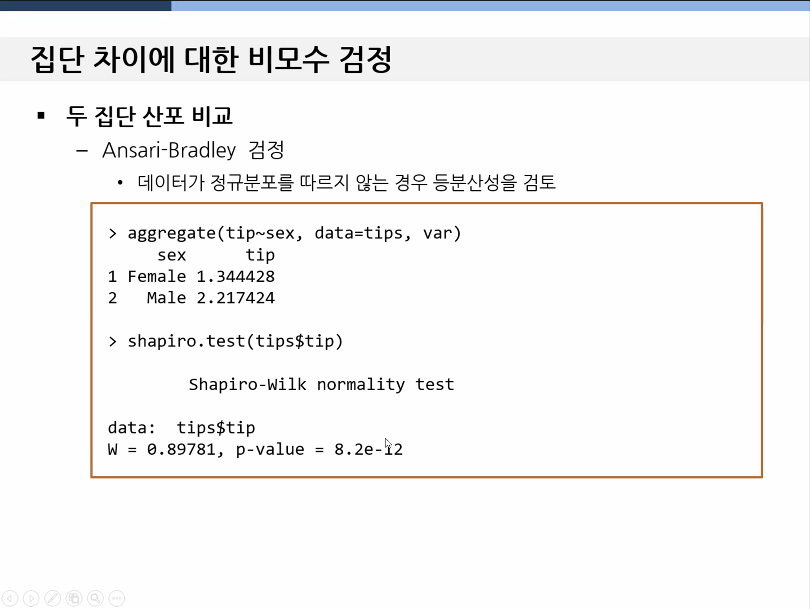 집단 차이에 대한 비모수 검정
▪ 두 집단 산포 비교
– Ansari-Bradley 검정
• 데이터가 정규분포를 따르지 않는 경우 등분산성을 검토
> aggregate(tip~sex, data=tips, var)
     sex      tip
1 Female 1.344428
2   Male 2.217424
> shapiro.test(tips$tip)
        Shapiro-Wilk normality test
data:  tips$tip
W = 0.89781, p-value = 8.2e-12